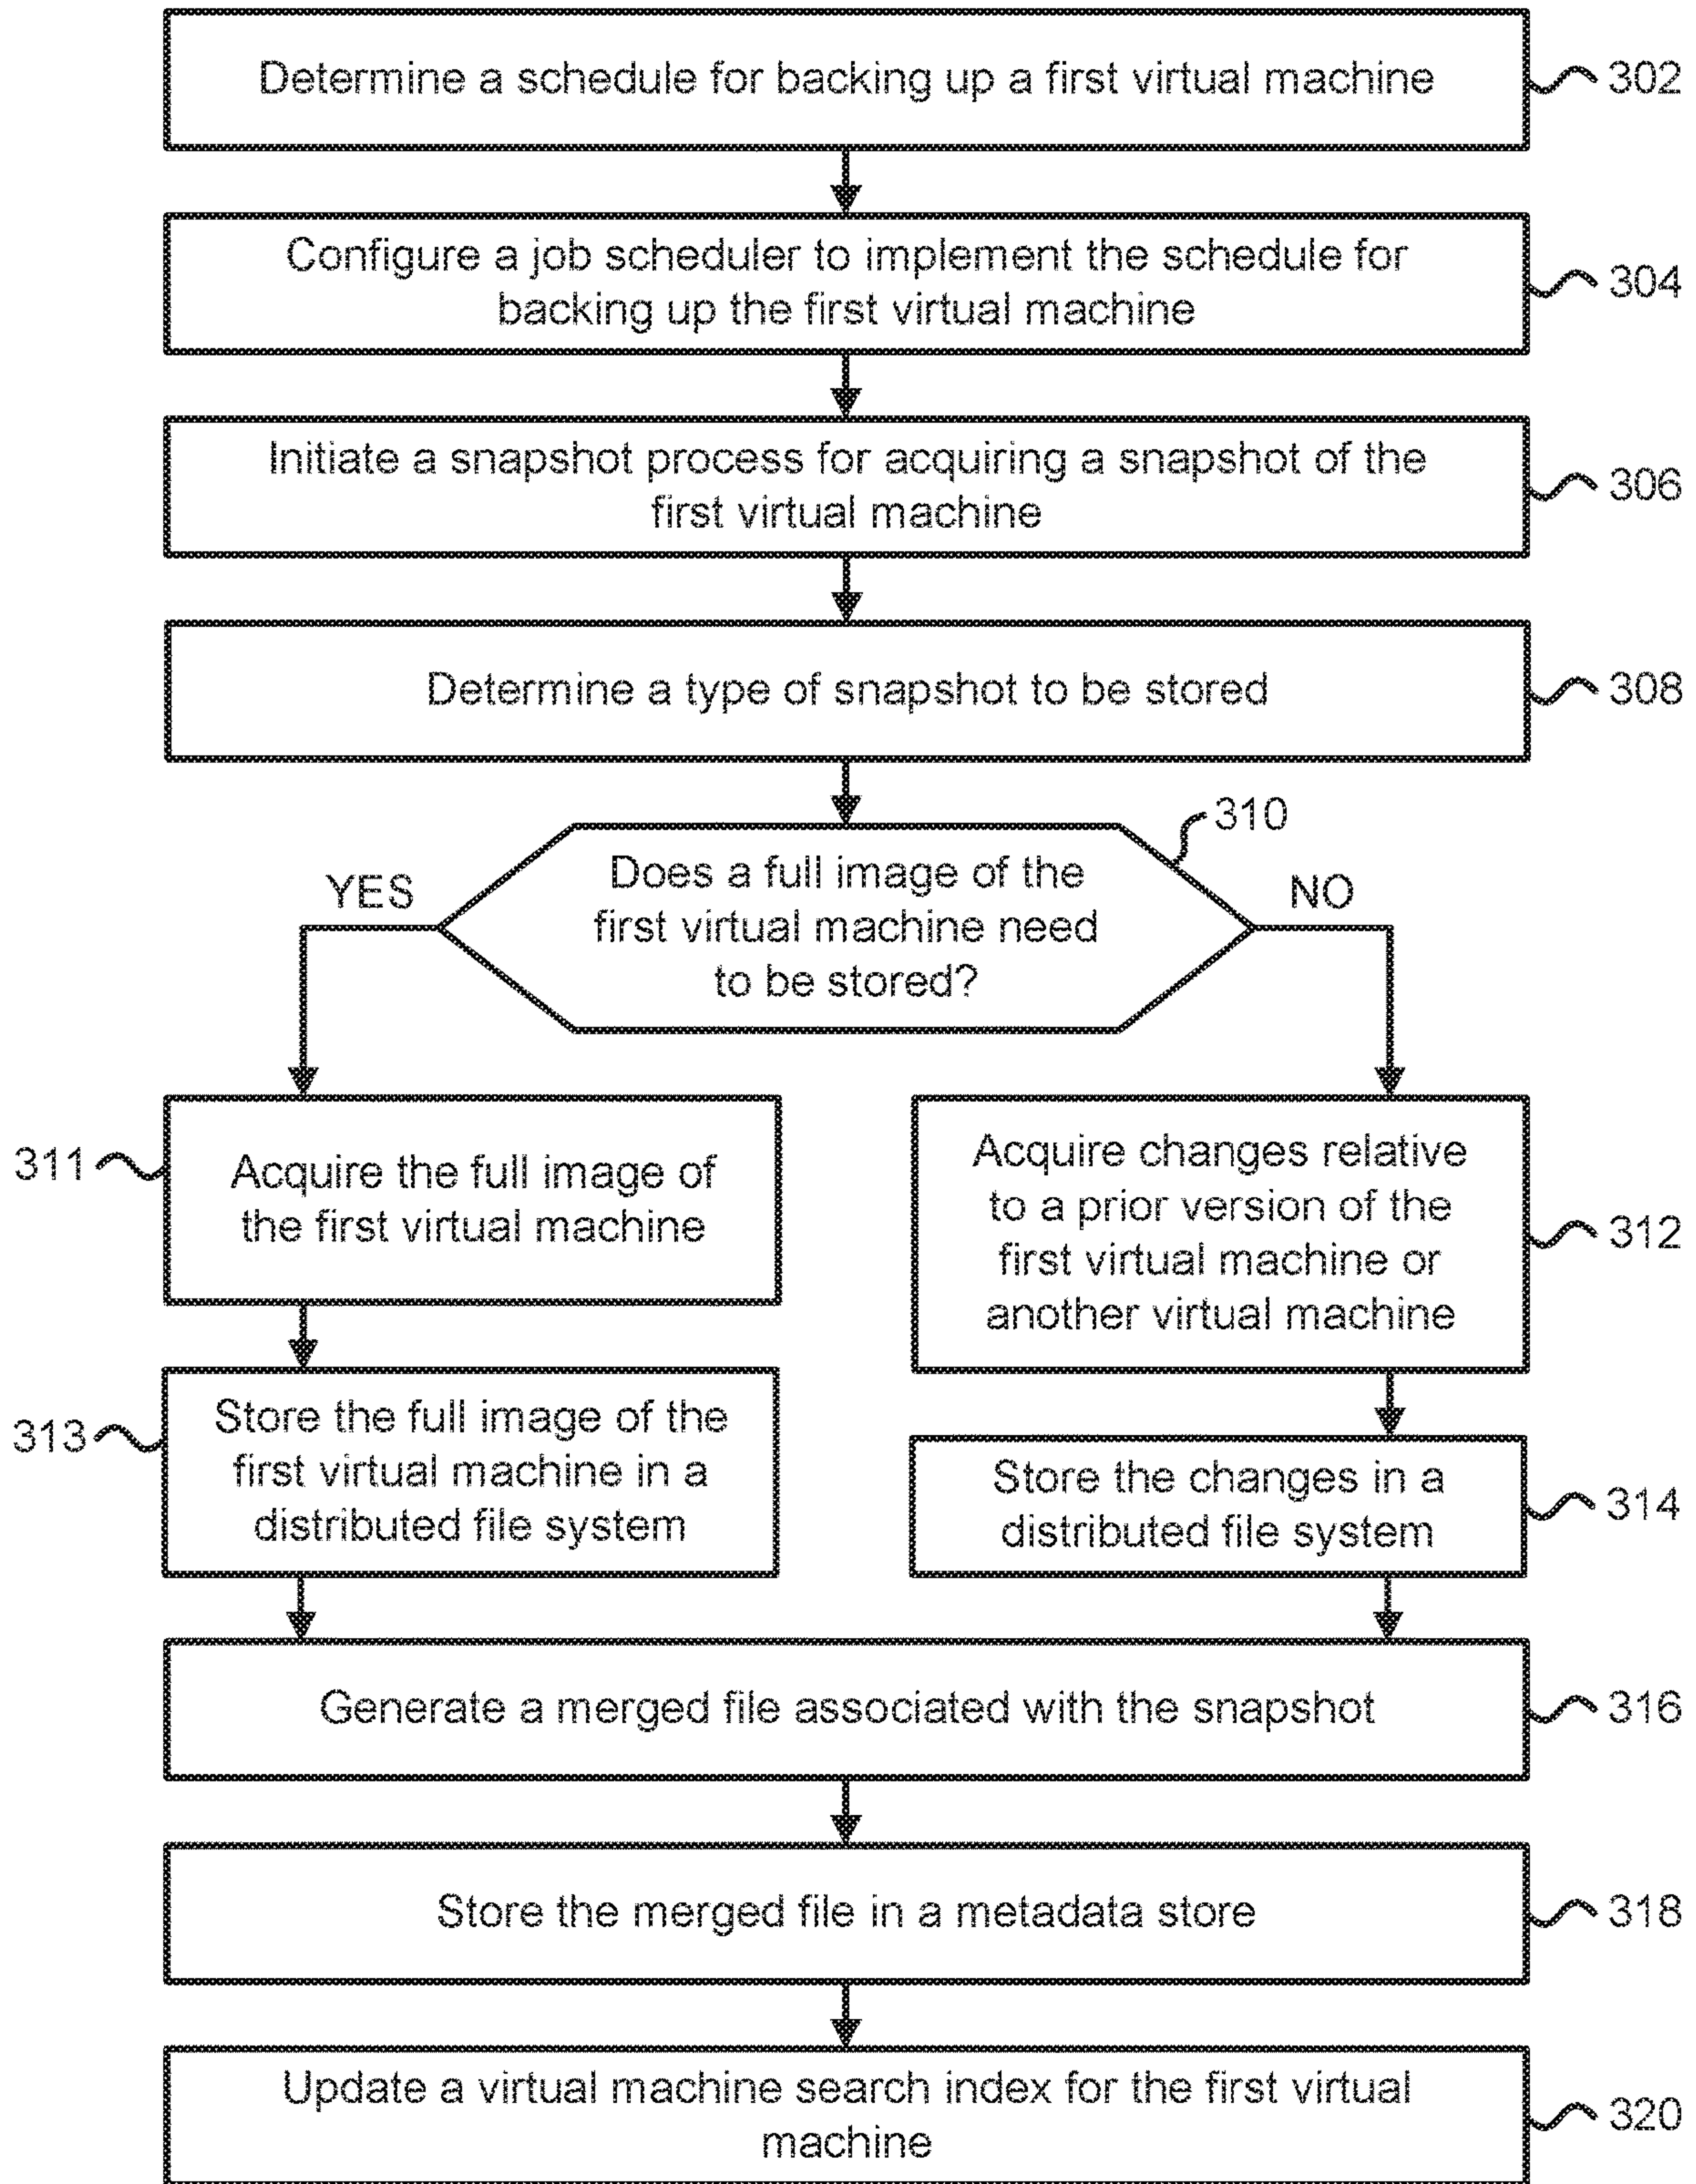 Determine a schedule for backing up a first virtual machine
302
Configure a job scheduler to implement the schedule for
backing up the first virtual machine
304
Initiate a snapshot process for acquiring a snapshot of the
first virtual machine
306
Determine a type of snapshot to be stored
308
310
YES
Does a full image of the
first virtual machine need
to be stored?
NO
311
Acquire the full image of
the first virtual machine
Acquire changes relative
to a prior version of the
first virtual machine or
another virtual machine
312
313
Store the full image of the
first virtual machine in a
distributed file system
Store the changes in a
distributed file system
314
Generate a merged file associated with the snapshot
316
Store the merged file in a metadata store
318
Update a virtual machine search index for the first virtual
machine
320